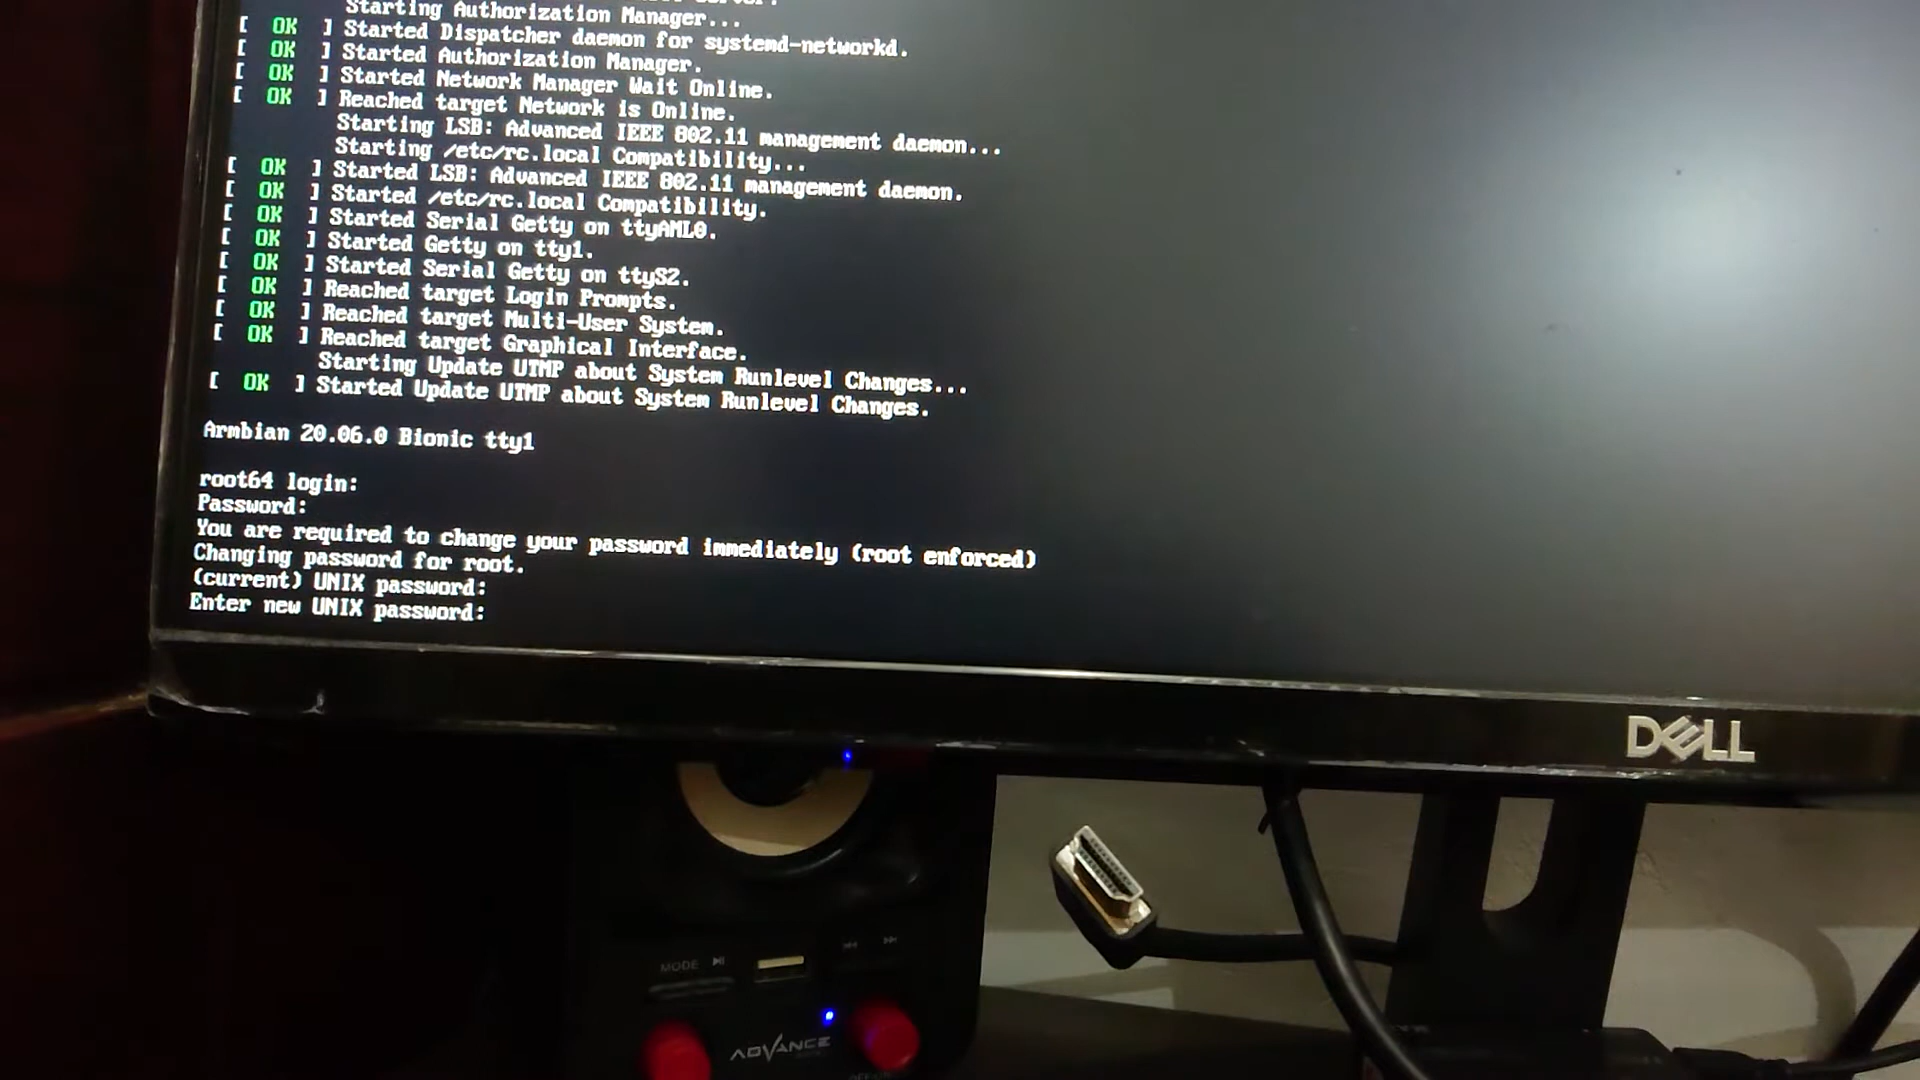 Starting Authorization Manager...
[  OK  ] Started Dispatcher daemon for systemd-networkd.
[  OK  ] Started Authorization Manager.
[  OK  ] Started Network Manager Wait Online.
[  OK  ] Reached target Network is Online.
Starting LSB: Advanced IEEE 802.11 management daemon...
Starting /etc/rc.local Compatibility...
[  OK  ] Started LSB: Advanced IEEE 802.11 management daemon.
[  OK  ] Started /etc/rc.local Compatibility.
[  OK  ] Started Serial Getty on ttyAML0.
[  OK  ] Started Getty on tty1.
[  OK  ] Started Serial Getty on ttyS2.
[  OK  ] Reached target Login Prompts.
[  OK  ] Reached target Multi-User System.
[  OK  ] Reached target Graphical Interface.
Starting Update UTMP about System Runlevel Changes...
[  OK  ] Started Update UTMP about System Runlevel Changes.
Armbian 20.06.0 Bionic tty1
root64 login:
Password:
You are required to change your password immediately (root enforced)
Changing password for root.
(current) UNIX password:
Enter new UNIX password:
DELL
MODE
ADVANCE